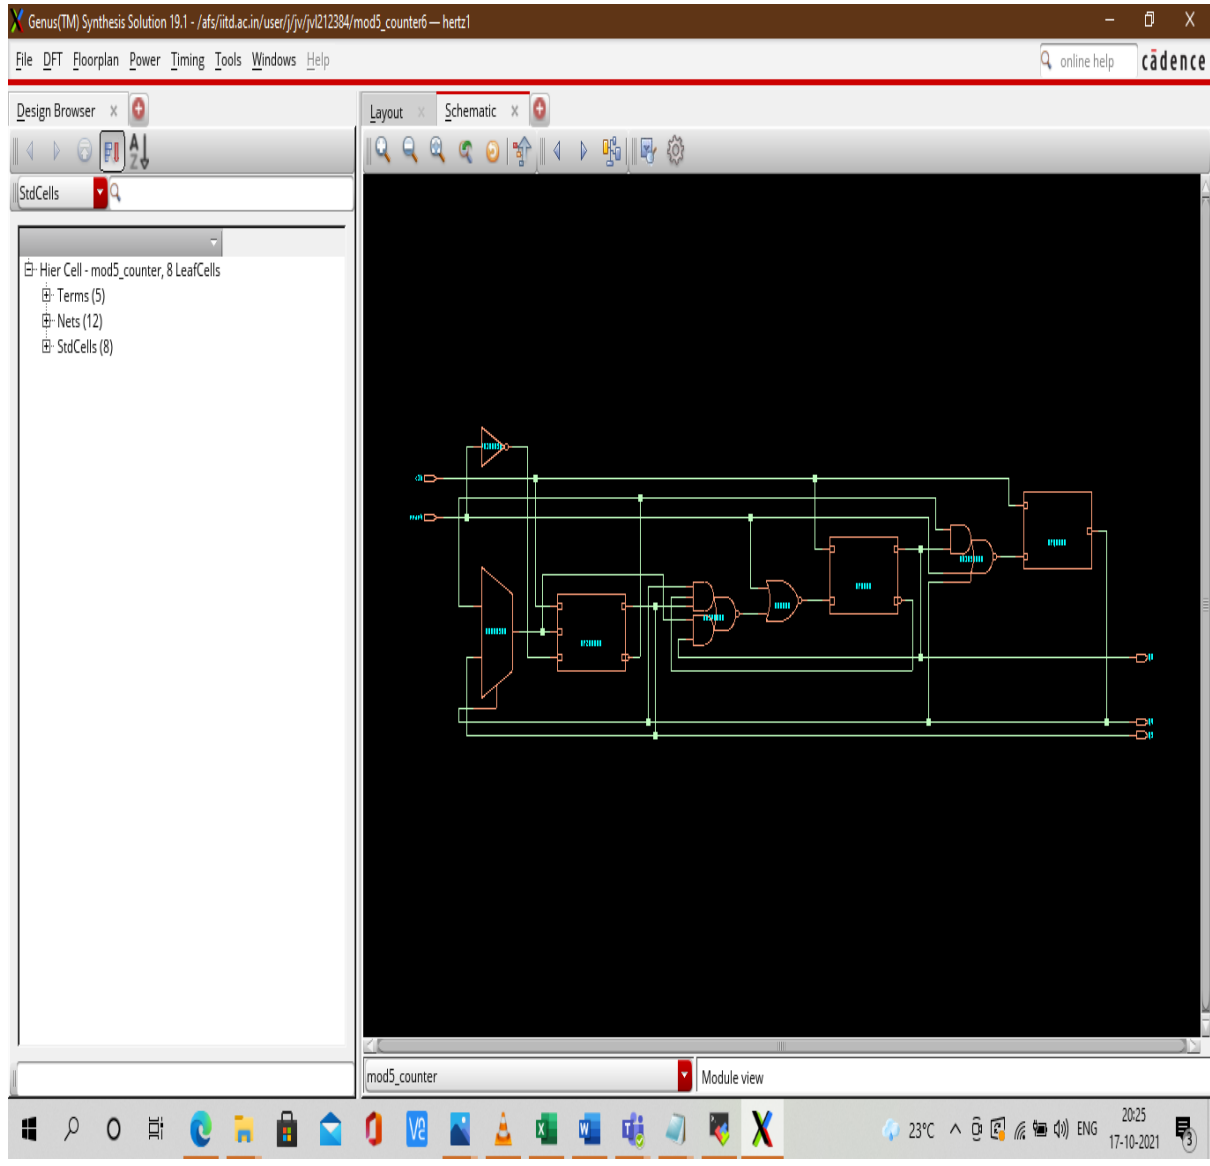 Genus(TM) Synthesis Solution 19.1 - /afs/iitd.ac.in/user/j/jv/jvl212384/mod5_counter6 — hertz1
File DFT Floorplan Power Timing Tools Windows Help
online help cādence
Design Browser
Layout Schematic
StdCells
Hier Cell - mod5_counter, 8 LeafCells
Terms (5)
Nets (12)
StdCells (8)
mod5_counter
Module view
23°C ENG
20:25
17-10-2021
3